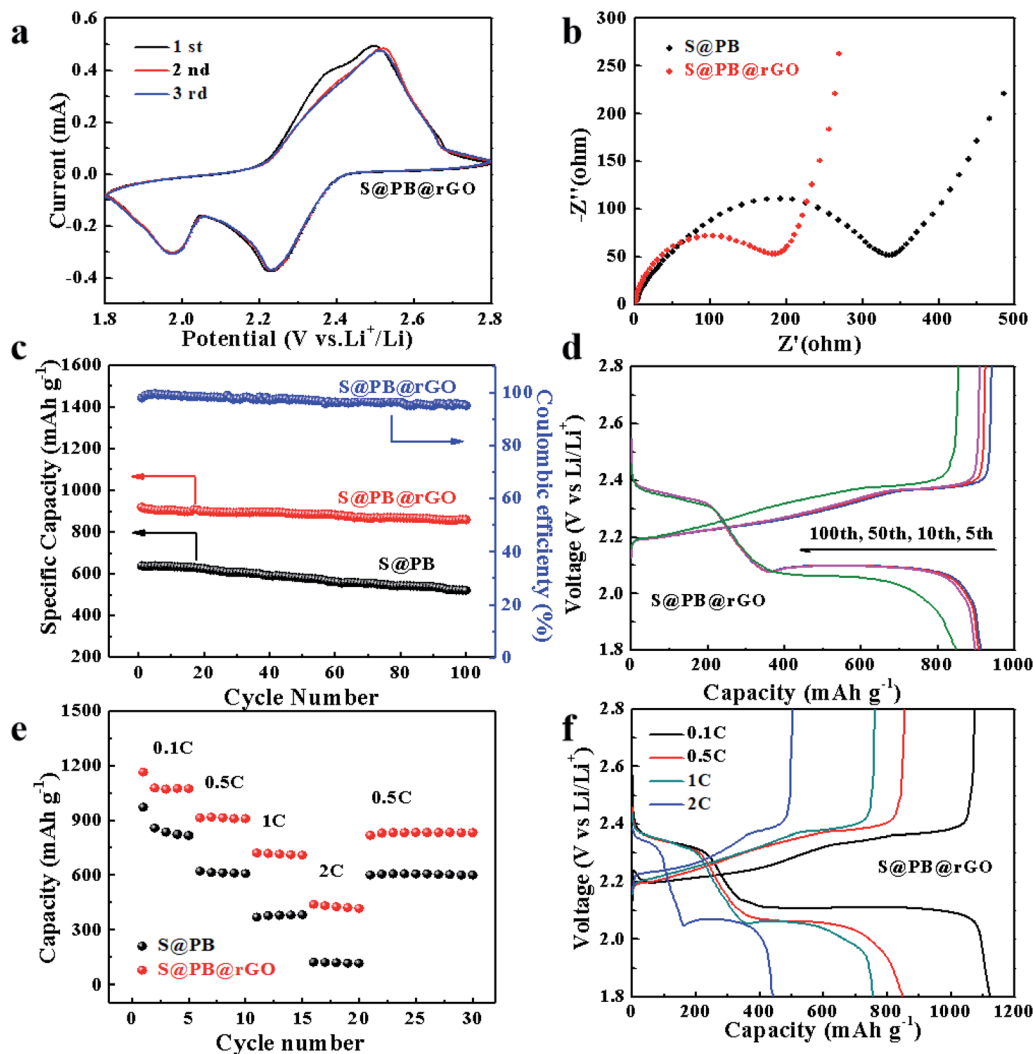 a
1 st
2 nd
3 rd
S@PB@rGO
Current (mA)
0.6
0.4
0.2
0.0
-0.2
-0.4
1.8 2.0 2.2 2.4 2.6 2.8
Potential (V vs.Li⁺/Li)
b
S@PB
S@PB@rGO
-Z''(ohm)
300
250
200
150
100
50
0
0 100 200 300 400 500
Z'(ohm)
c
S@PB@rGO
S@PB@rGO
S@PB
Specific Capacity (mAh g⁻¹)
1600
1400
1200
1000
800
600
400
200
0 20 40 60 80 100
Cycle Number
100
80
60
40
20
0
Coulombic efficienty (%)
d
100th, 50th, 10th, 5th
S@PB@rGO
Voltage (V vs Li/Li⁺)
2.8
2.6
2.4
2.2
2.0
1.8
0 200 400 600 800 1000
Capacity (mAh g⁻¹)
e
0.1C
0.5C
1C
2C
0.5C
S@PB
S@PB@rGO
Capacity (mAh g⁻¹)
1500
1200
900
600
300
0
0 5 10 15 20 25 30
Cycle number
f
0.1C
0.5C
1C
2C
S@PB@rGO
Voltage (V vs Li/Li⁺)
2.8
2.6
2.4
2.2
2.0
1.8
0 200 400 600 800 1000 1200
Capacity (mAh g⁻¹)